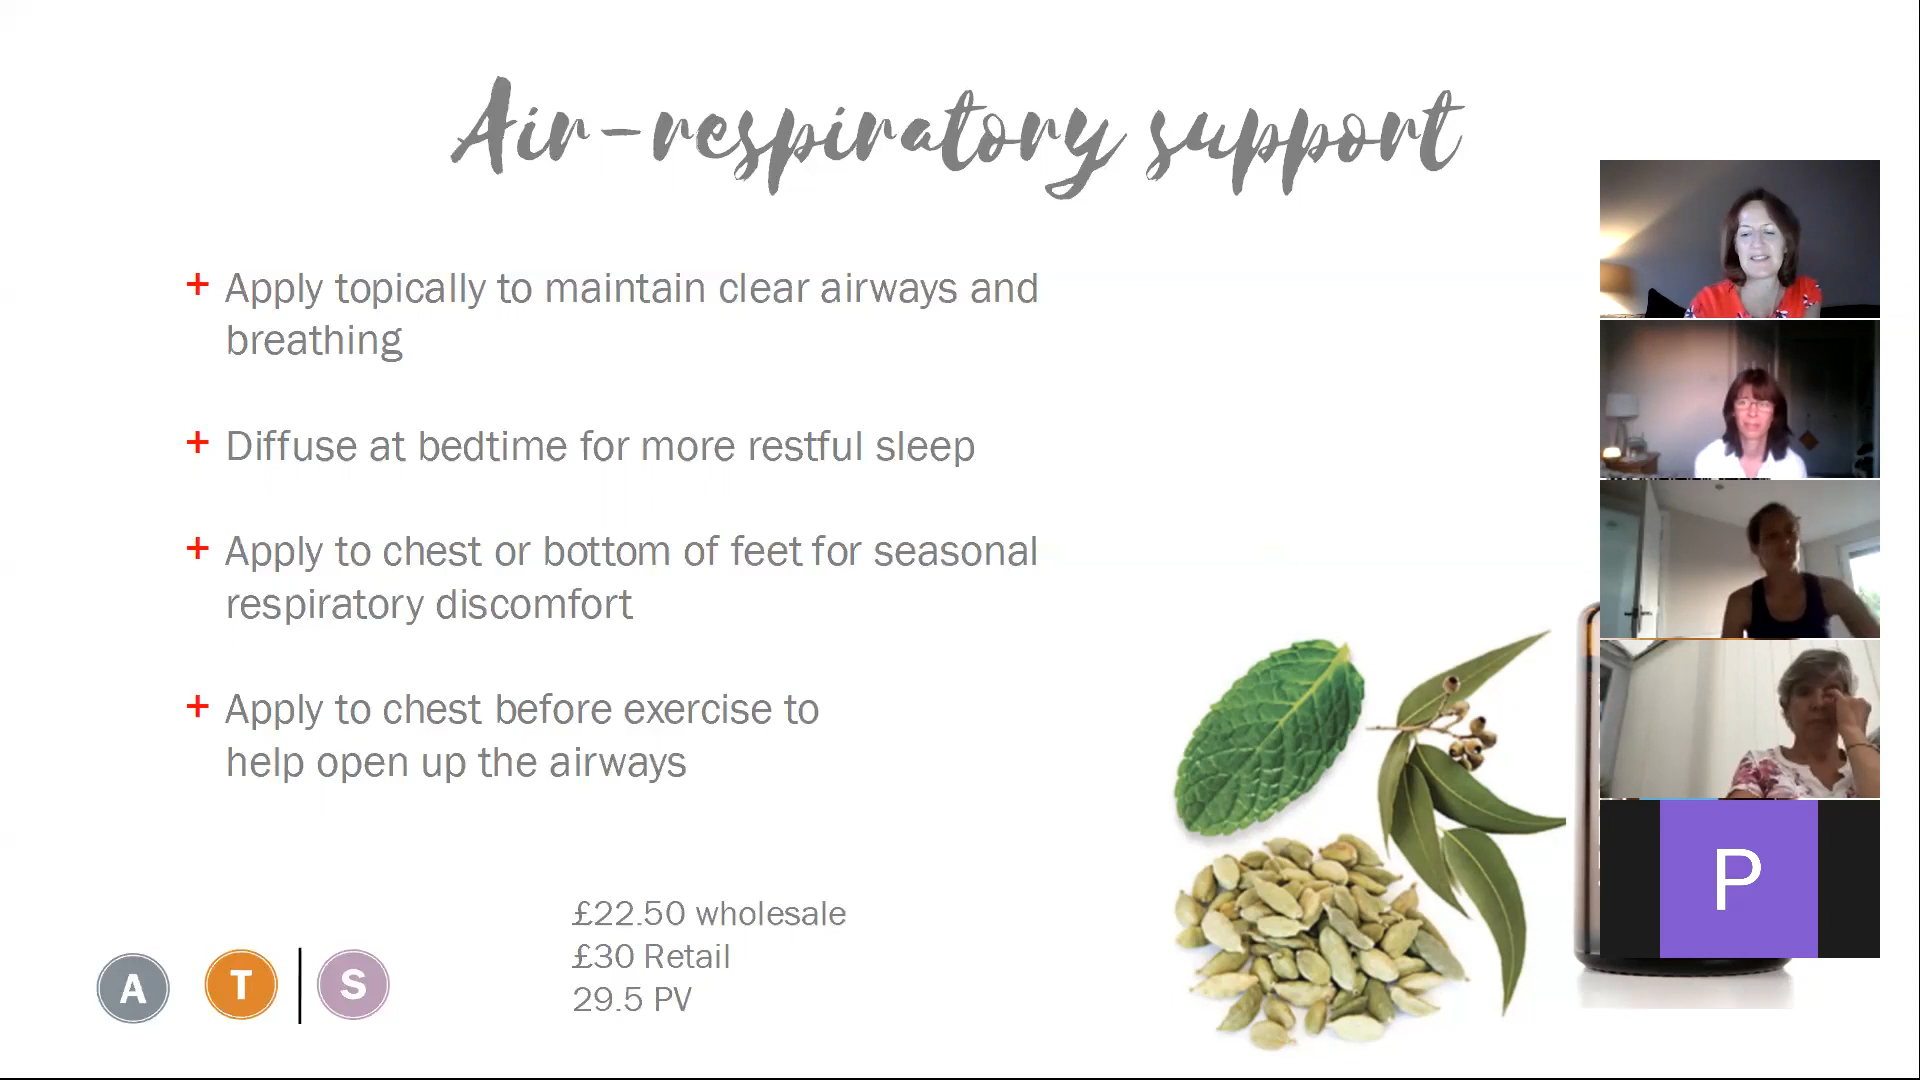 Air-respiratory support
+ Apply topically to maintain clear airways and
breathing
+ Diffuse at bedtime for more restful sleep
+ Apply to chest or bottom of feet for seasonal
respiratory discomfort
+ Apply to chest before exercise to
help open up the airways
£22.50 wholesale
£30 Retail
29.5 PV
A T | S
P